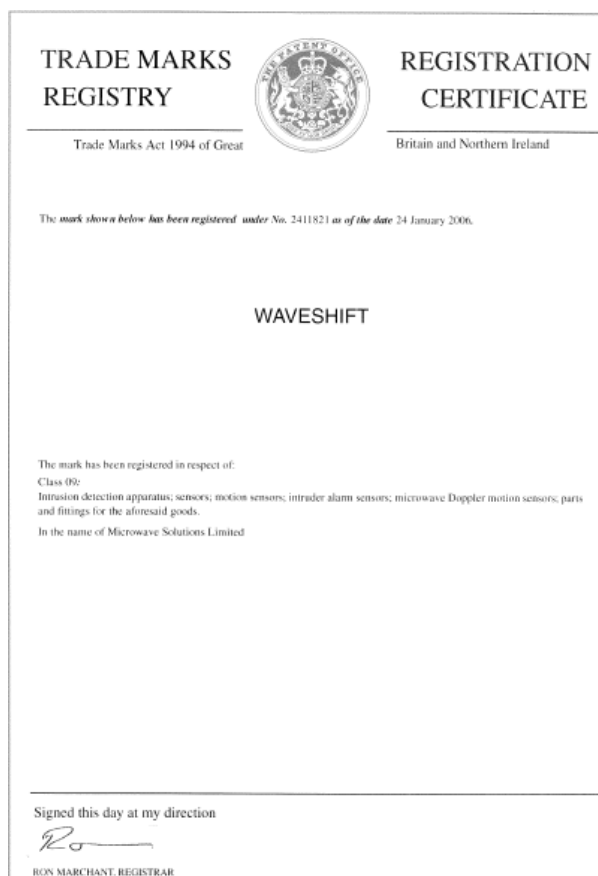 TRADE MARKS
REGISTRY
THE PATENT OFFICE
REGISTRATION
CERTIFICATE
Trade Marks Act 1994 of Great
Britain and Northern Ireland
The mark shown below has been registered under No. 2411821 as of the date 24 January 2006.
WAVESHIFT
The mark has been registered in respect of:
Class 09:
Intrusion detection apparatus; sensors; motion sensors; intruder alarm sensors; microwave Doppler motion sensors; parts
and fittings for the aforesaid goods.
In the name of Microwave Solutions Limited
Signed this day at my direction
RON MARCHANT, REGISTRAR